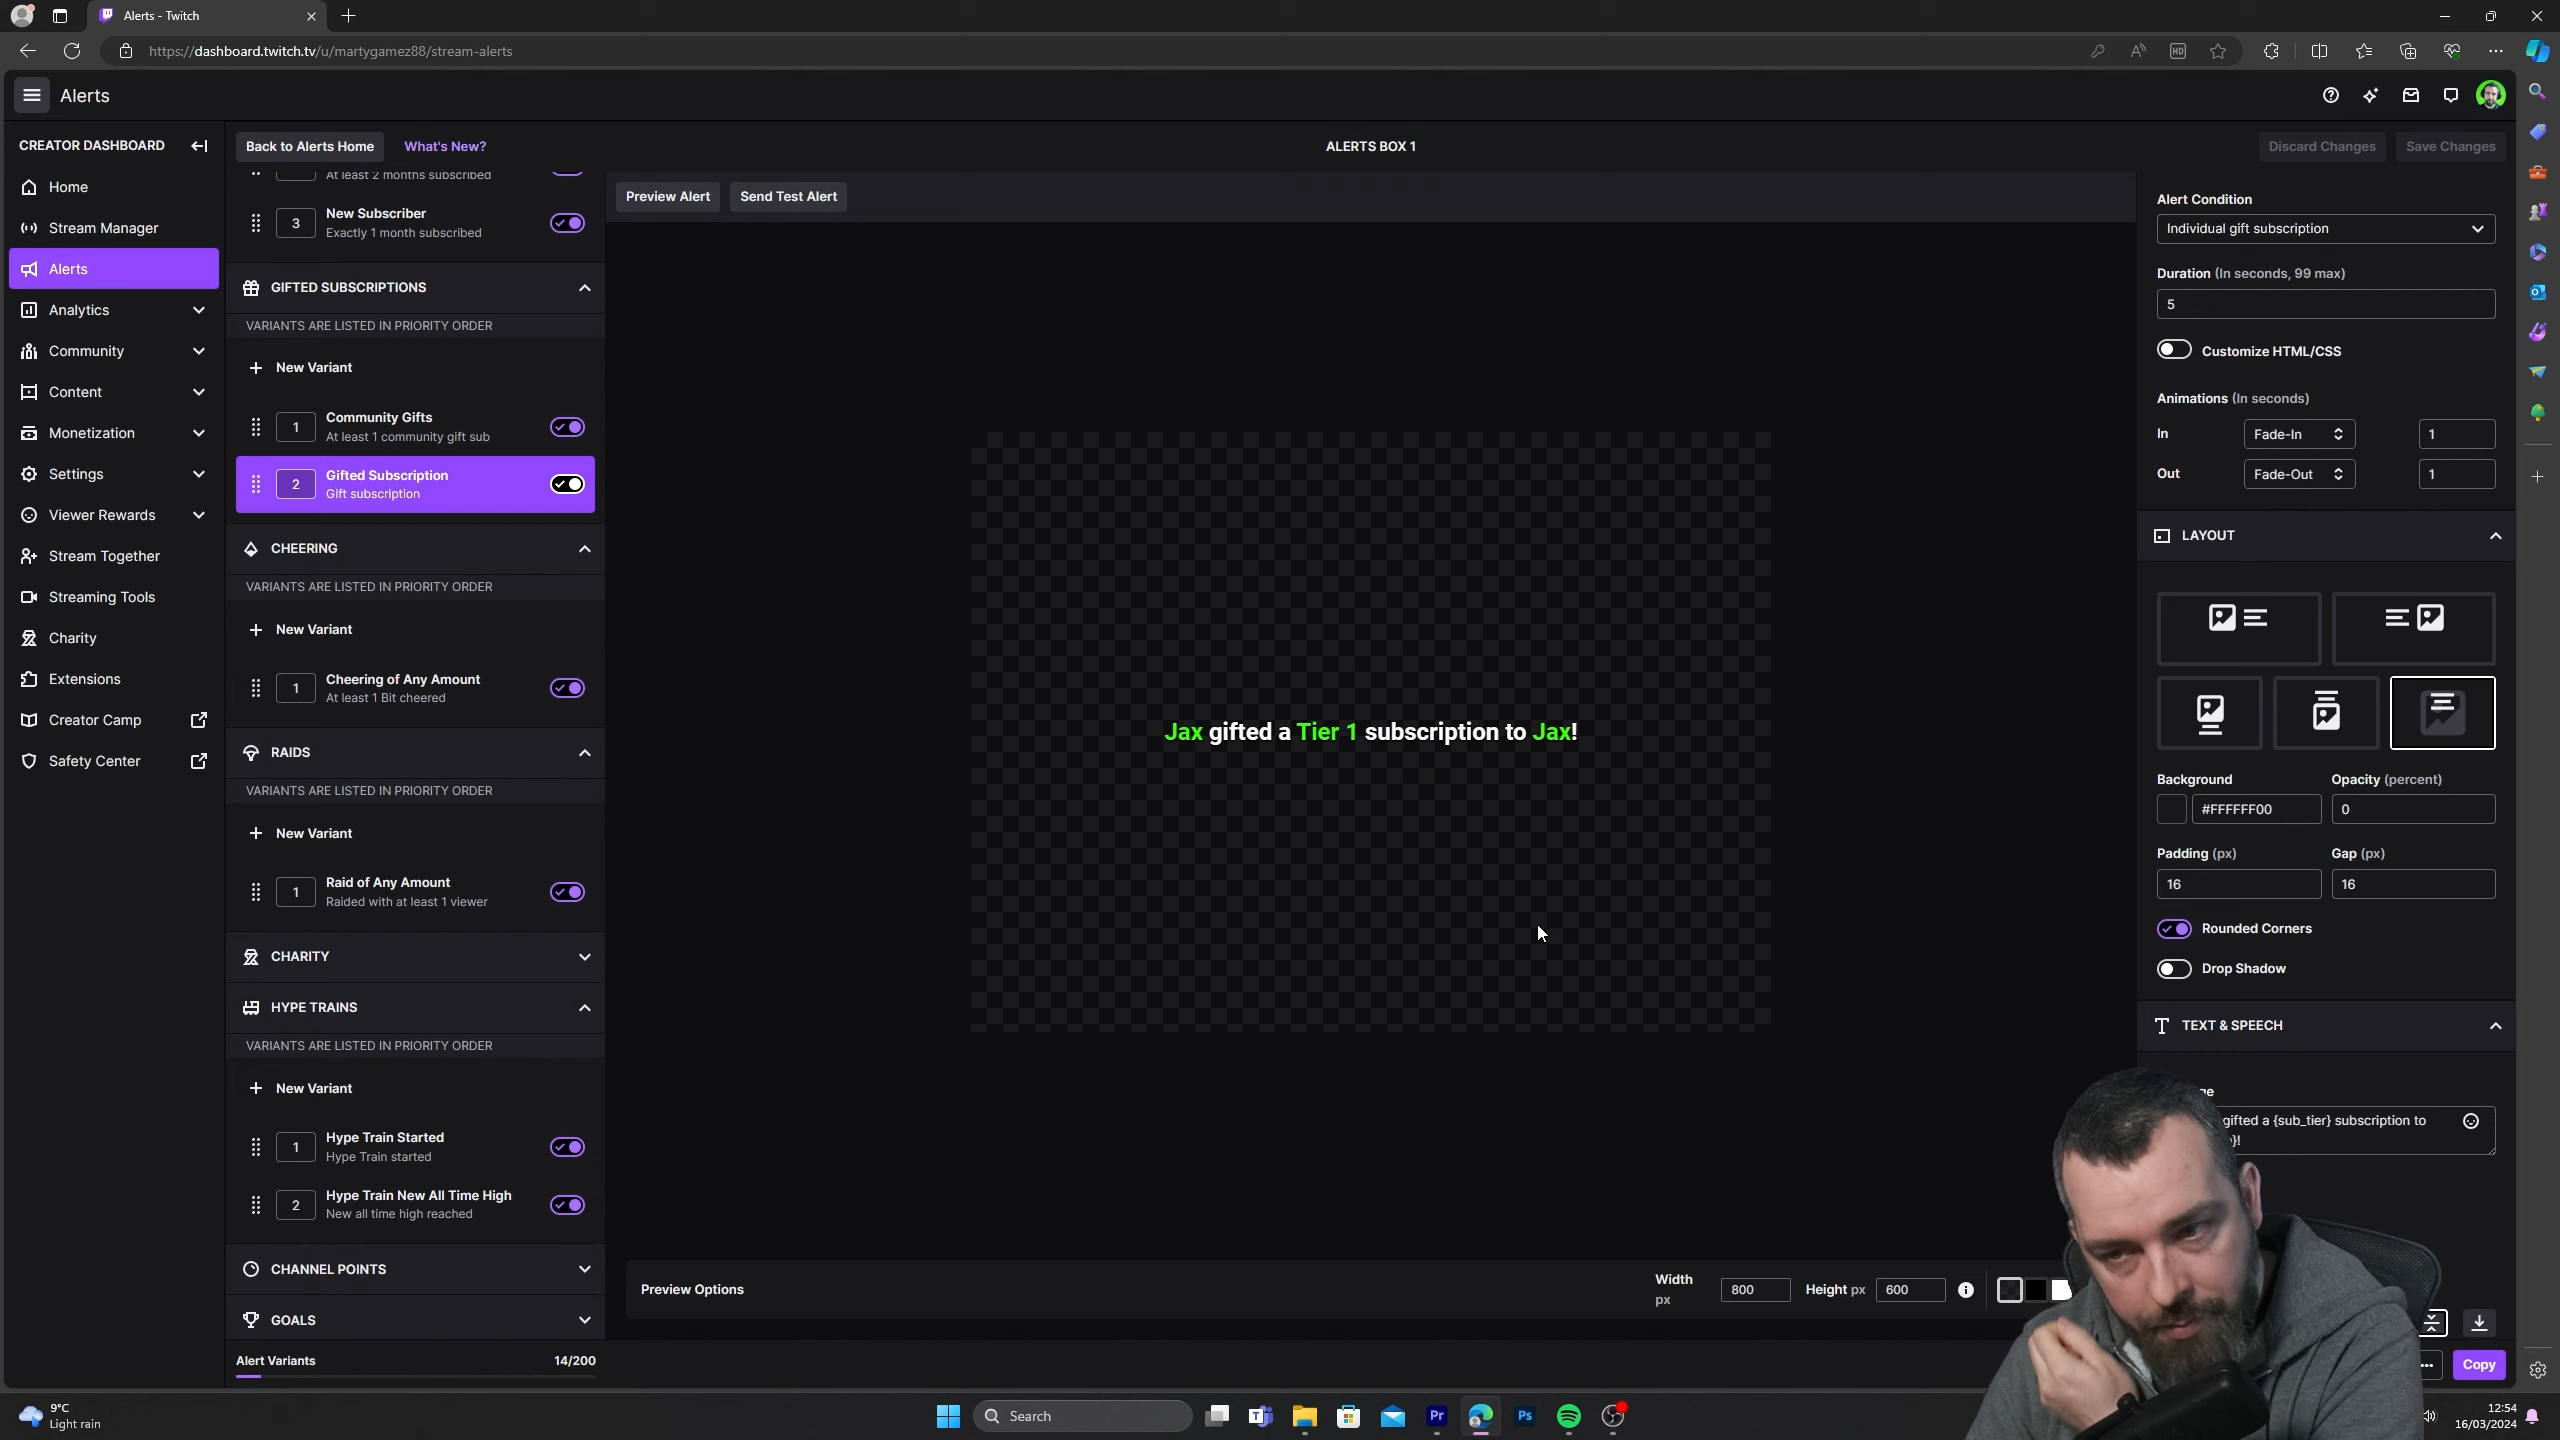 Alerts - Twitch
https://dashboard.twitch.tv/u/martygamez88/stream-alerts
Alerts
CREATOR DASHBOARD
Home
Stream Manager
Alerts
Analytics
Community
Content
Monetization
Settings
Viewer Rewards
Stream Together
Streaming Tools
Charity
Extensions
Creator Camp
Safety Center
Back to Alerts Home
What's New?
ALERTS BOX 1
Discard Changes
Save Changes
At least 2 months subscribed
3
New Subscriber
Exactly 1 month subscribed
GIFTED SUBSCRIPTIONS
VARIANTS ARE LISTED IN PRIORITY ORDER
New Variant
1
Community Gifts
At least 1 community gift sub
2
Gifted Subscription
Gift subscription
CHEERING
VARIANTS ARE LISTED IN PRIORITY ORDER
New Variant
1
Cheering of Any Amount
At least 1 Bit cheered
RAIDS
VARIANTS ARE LISTED IN PRIORITY ORDER
New Variant
1
Raid of Any Amount
Raided with at least 1 viewer
CHARITY
HYPE TRAINS
VARIANTS ARE LISTED IN PRIORITY ORDER
New Variant
1
Hype Train Started
Hype Train started
2
Hype Train New All Time High
New all time high reached
CHANNEL POINTS
GOALS
Alert Variants 14/200
Preview Alert
Send Test Alert
Jax gifted a Tier 1 subscription to Jax!
Preview Options
Width px 800
Height px 600
Alert Condition
Individual gift subscription
Duration (In seconds, 99 max)
5
Customize HTML/CSS
Animations (In seconds)
In Fade-In 1
Out Fade-Out 1
LAYOUT
Background Opacity (percent)
#FFFFFF00 0
Padding (px) Gap (px)
16 16
Rounded Corners
Drop Shadow
TEXT & SPEECH
ge
gifted a {sub_tier} subscription to
}!
Copy
9°C
Light rain
Search
Pr
Ps
12:54
16/03/2024